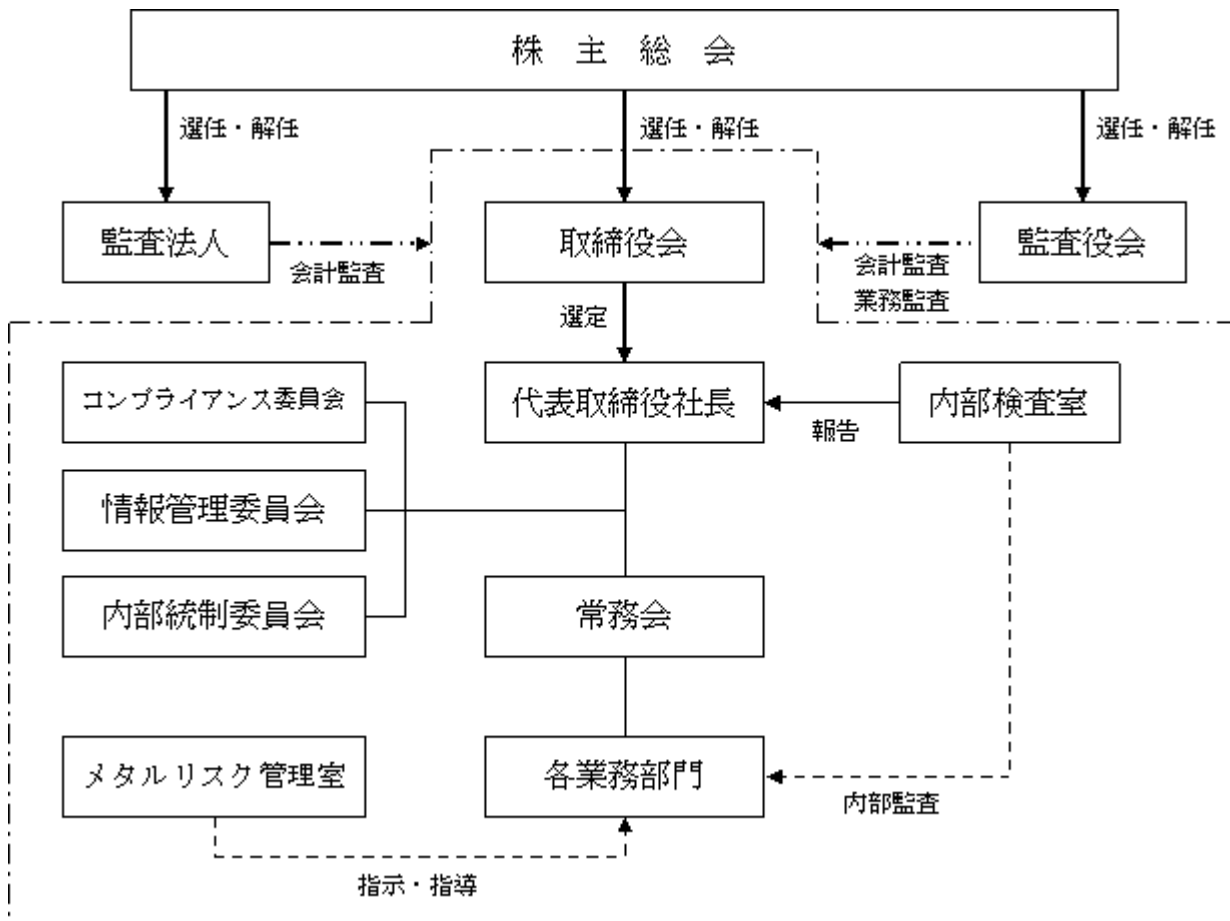 株主総会
選任・解任
選任・解任
選任・解任
監査法人
取締役会
監査役会
会計監査
会計監査
業務監査
選定
コンプライアンス委員会
代表取締役社長
内部検査室
報告
情報管理委員会
内部統制委員会
常務会
メタルリスク管理室
各業務部門
内部監査
指示・指導